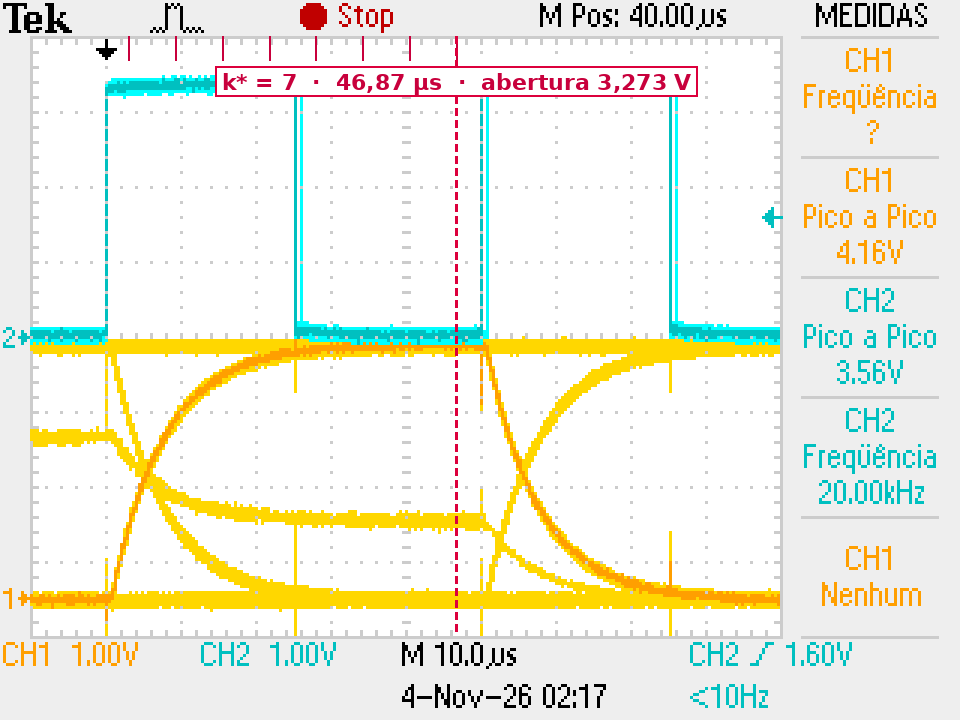 Tek Stop M Pos: 40.00µs MEDIDAS
k* = 7 · 46,87 µs · abertura 3,273 V
CH1
Freqüência
?
CH1
Pico a Pico
4.16V
CH2
Pico a Pico
3.56V
CH2
Freqüência
20.00kHz
CH1
Nenhum
2
1
CH1 1.00V CH2 1.00V M 10.0µs CH2 1.60V
4-Nov-26 02:17 <10Hz